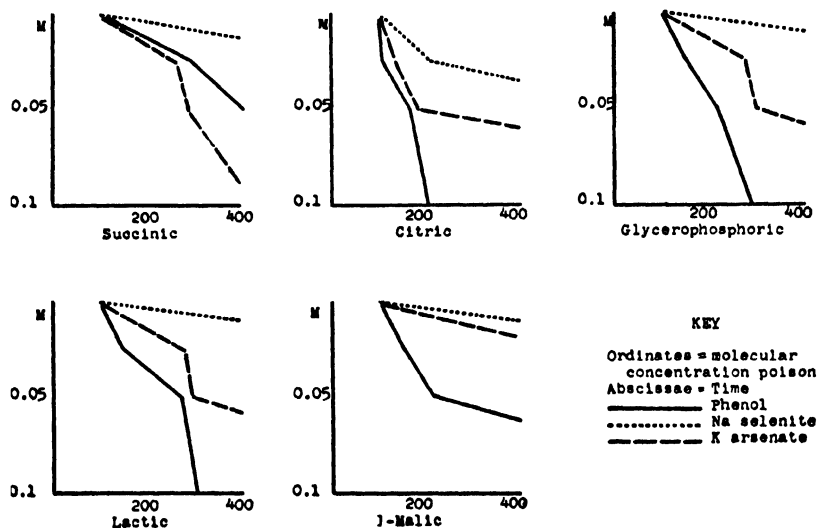 M
0.05
0.1
200
400
Succinic
M
0.05
0.1
200
400
Citric
M
0.05
0.1
200
400
Glycerophosphoric
M
0.05
0.1
200
400
Lactic
M
0.05
0.1
200
400
l-Malic
KEY
Ordinates = molecular
concentration poison
Abscissae = Time
Phenol
Na selenite
K arsenate